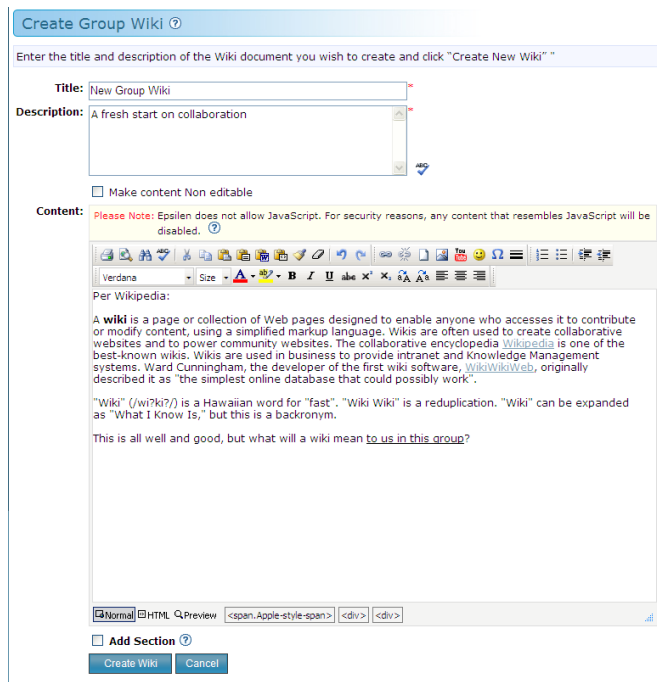 Create Group Wiki ?
Enter the title and description of the Wiki document you wish to create and click "Create New Wiki" "
Title: New Group Wiki *
Description: A fresh start on collaboration *
ABC
Make content Non editable
Content: Please Note: Epsilen does not allow JavaScript. For security reasons, any content that resembles JavaScript will be
disabled. ?
Verdana Size A ab B I U abc x² x₂ aA Aa
Per Wikipedia:
A wiki is a page or collection of Web pages designed to enable anyone who accesses it to contribute
or modify content, using a simplified markup language. Wikis are often used to create collaborative
websites and to power community websites. The collaborative encyclopedia Wikipedia is one of the
best-known wikis. Wikis are used in business to provide intranet and Knowledge Management
systems. Ward Cunningham, the developer of the first wiki software, WikiWikiWeb, originally
described it as "the simplest online database that could possibly work".
"Wiki" (/wi?ki?/) is a Hawaiian word for "fast". "Wiki Wiki" is a reduplication. "Wiki" can be expanded
as "What I Know Is," but this is a backronym.
This is all well and good, but what will a wiki mean to us in this group?
Normal HTML Preview <span.Apple-style-span> <div> <div>
Add Section ?
Create Wiki Cancel